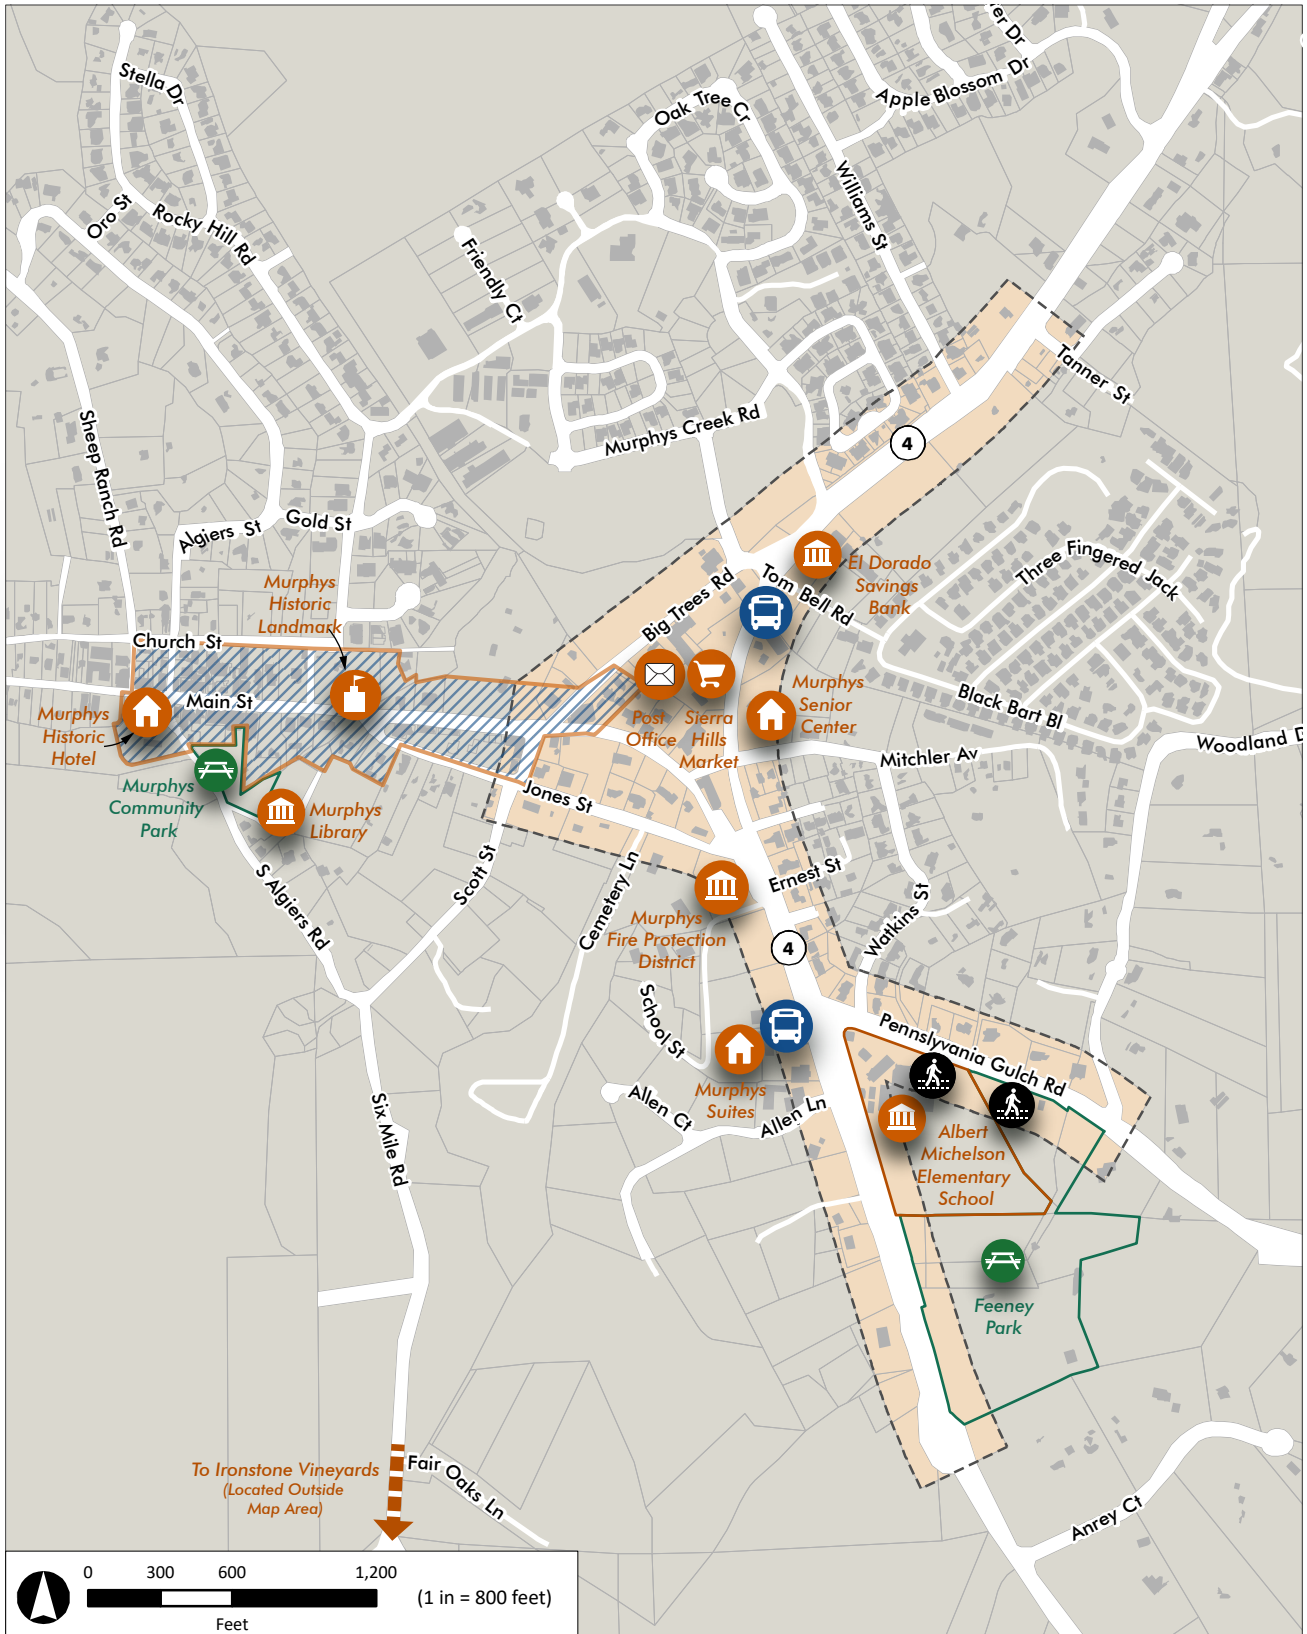 er Dr
Stella Dr
Apple Blossom Dr
Oak Tree Cr
Williams St
Oro St
Rocky Hill Rd
Friendly Ct
Tanner St
Sheep Ranch Rd
Murphys Creek Rd
4
Algiers St
Gold St
Three Fingered Jack
El Dorado
Savings
Bank
Tom Bell Rd
Big Trees Rd
Murphys
Historic
Landmark
Church St
Main St
Murphys
Historic
Hotel
Post
Office
Sierra
Hills
Market
Murphys
Senior
Center
Black Bart Bl
Woodland D
Mitchler Av
Murphys
Community
Park
Murphys
Library
Jones St
Ernest St
S Algiers Rd
Scott St
Cemetery Ln
Murphys
Fire Protection
District
Watkins St
4
School St
Pennslyvania Gulch Rd
Murphys
Suites
Allen Ct
Allen Ln
Six Mile Rd
Albert
Michelson
Elementary
School
Feeney
Park
To Ironstone Vineyards
(Located Outside
Map Area)
Fair Oaks Ln
Anrey Ct
0 300 600 1,200
(1 in = 800 feet)
Feet